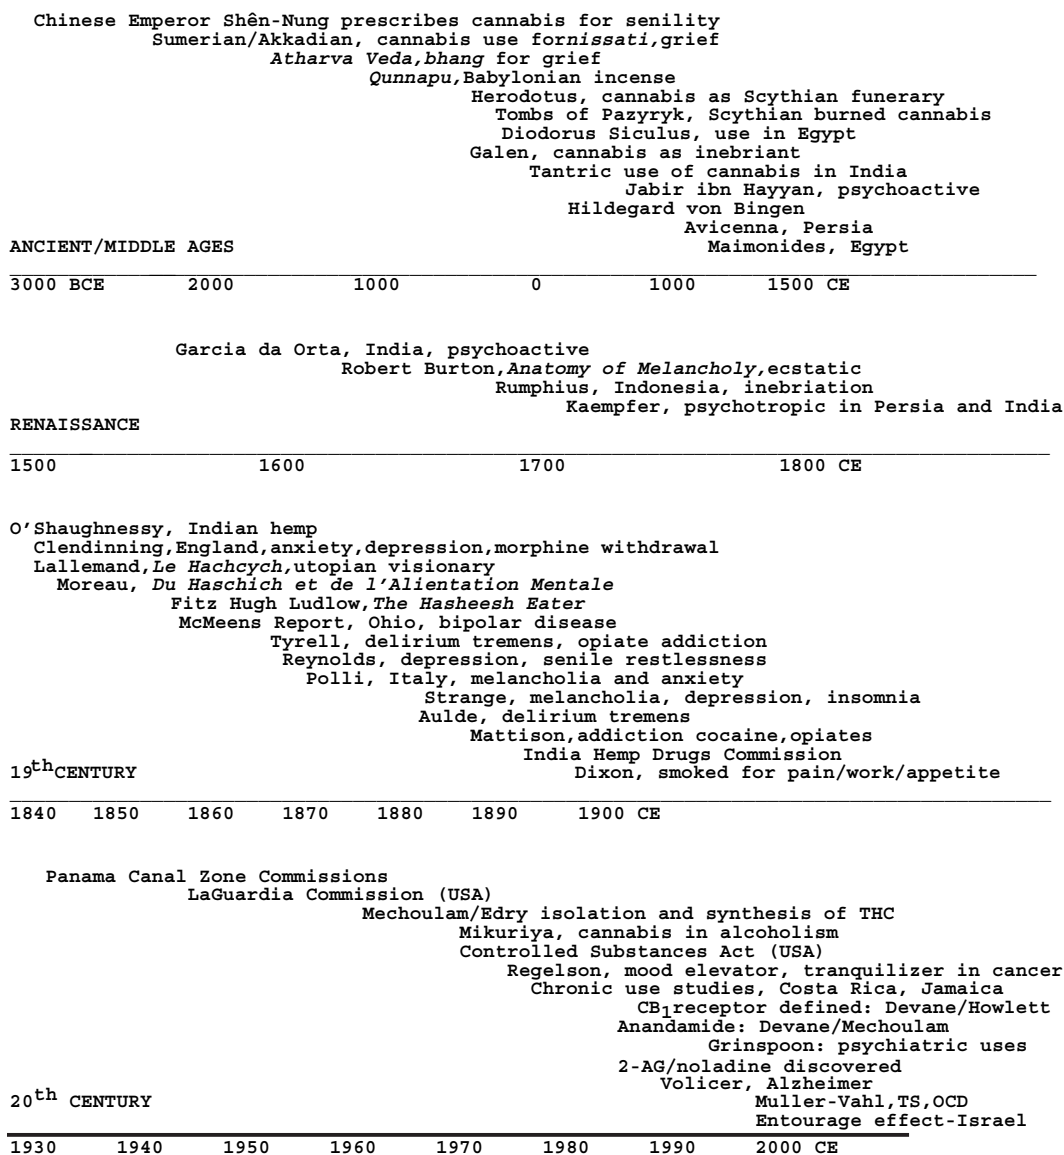 Chinese Emperor Shên-Nung prescribes cannabis for senility
Sumerian/Akkadian, cannabis use fornissati,grief
Atharva Veda,bhang for grief
Qunnapu,Babylonian incense
Herodotus, cannabis as Scythian funerary
Tombs of Pazyryk, Scythian burned cannabis
Diodorus Siculus, use in Egypt
Galen, cannabis as inebriant
Tantric use of cannabis in India
Jabir ibn Hayyan, psychoactive
Hildegard von Bingen
Avicenna, Persia
ANCIENT/MIDDLE AGES Maimonides, Egypt
3000 BCE 2000 1000 0 1000 1500 CE
Garcia da Orta, India, psychoactive
Robert Burton,Anatomy of Melancholy,ecstatic
Rumphius, Indonesia, inebriation
Kaempfer, psychotropic in Persia and India
RENAISSANCE
1500 1600 1700 1800 CE
O'Shaughnessy, Indian hemp
Clendinning,England,anxiety,depression,morphine withdrawal
Lallemand,Le Hachcych,utopian visionary
Moreau, Du Haschich et de l'Alientation Mentale
Fitz Hugh Ludlow,The Hasheesh Eater
McMeens Report, Ohio, bipolar disease
Tyrell, delirium tremens, opiate addiction
Reynolds, depression, senile restlessness
Polli, Italy, melancholia and anxiety
Strange, melancholia, depression, insomnia
Aulde, delirium tremens
Mattison,addiction cocaine,opiates
India Hemp Drugs Commission
19thCENTURY Dixon, smoked for pain/work/appetite
1840 1850 1860 1870 1880 1890 1900 CE
Panama Canal Zone Commissions
LaGuardia Commission (USA)
Mechoulam/Edry isolation and synthesis of THC
Mikuriya, cannabis in alcoholism
Controlled Substances Act (USA)
Regelson, mood elevator, tranquilizer in cancer
Chronic use studies, Costa Rica, Jamaica
CB1receptor defined: Devane/Howlett
Anandamide: Devane/Mechoulam
Grinspoon: psychiatric uses
2-AG/noladine discovered
Volicer, Alzheimer
20th CENTURY Muller-Vahl,TS,OCD
Entourage effect-Israel
1930 1940 1950 1960 1970 1980 1990 2000 CE